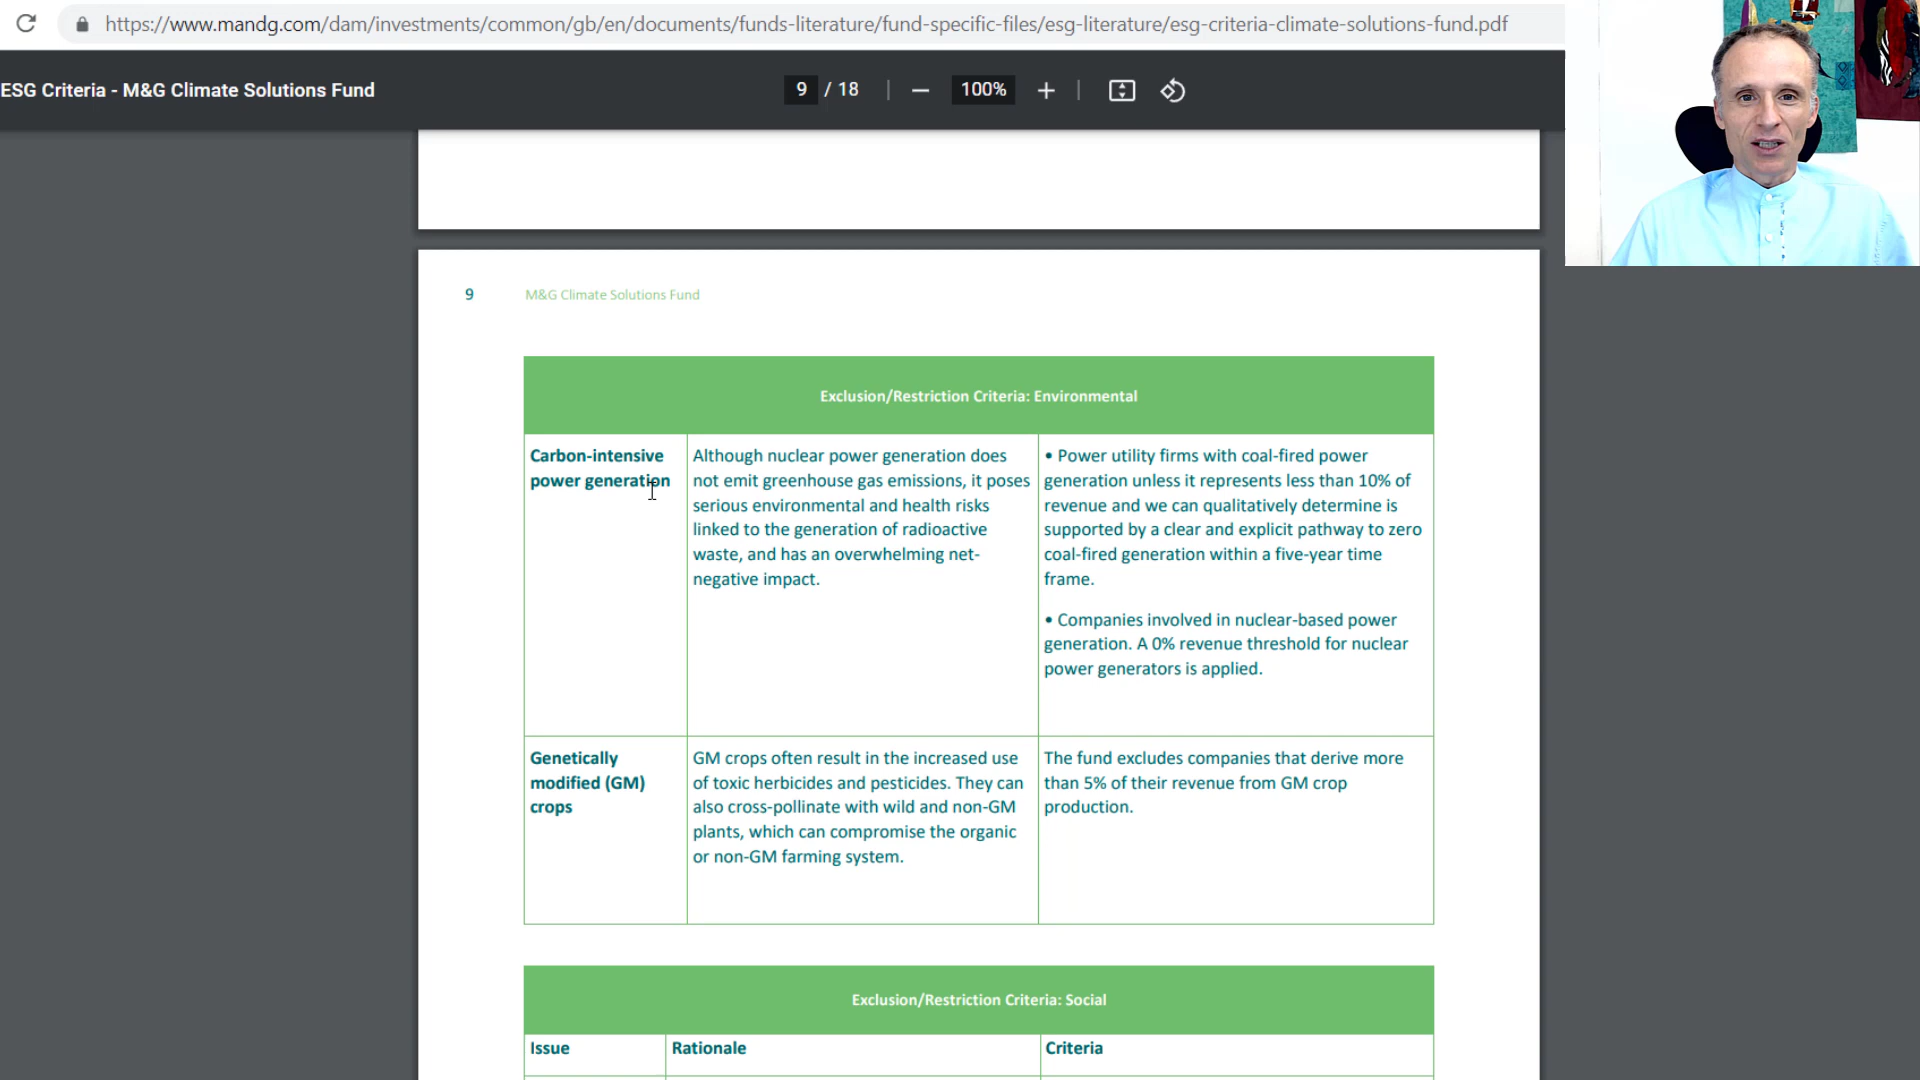 https://www.mandg.com/dam/investments/common/gb/en/documents/funds-literature/fund-specific-files/esg-literature/esg-criteria-climate-solutions-fund.pdf
ESG Criteria - M&G Climate Solutions Fund
9 / 18
100%
9 M&G Climate Solutions Fund
Exclusion/Restriction Criteria: Environmental
Carbon-intensive
power generation
Although nuclear power generation does
not emit greenhouse gas emissions, it poses
serious environmental and health risks
linked to the generation of radioactive
waste, and has an overwhelming net-
negative impact.
• Power utility firms with coal-fired power
generation unless it represents less than 10% of
revenue and we can qualitatively determine is
supported by a clear and explicit pathway to zero
coal-fired generation within a five-year time
frame.
• Companies involved in nuclear-based power
generation. A 0% revenue threshold for nuclear
power generators is applied.
Genetically
modified (GM)
crops
GM crops often result in the increased use
of toxic herbicides and pesticides. They can
also cross-pollinate with wild and non-GM
plants, which can compromise the organic
or non-GM farming system.
The fund excludes companies that derive more
than 5% of their revenue from GM crop
production.
Exclusion/Restriction Criteria: Social
Issue
Rationale
Criteria